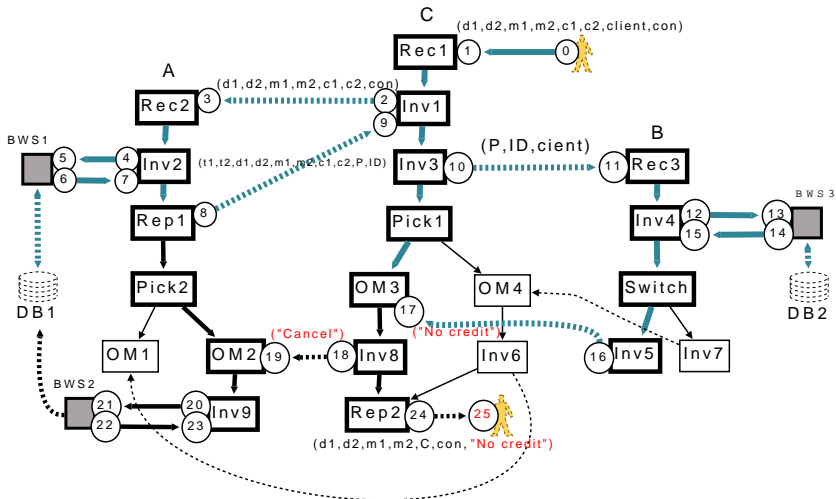 C
(d1,d2,m1,m2,c1,c2,client,con)
Rec1
1
0
A
(d1,d2,m1,m2,c1,c2,con)
Rec2
3
2
Inv1
9
B
BWS1
5
4
Inv2
6
7
(t1,t2,d1,d2,m1,m2,c1,c2,P,ID)
(P,ID,cient)
Inv3
10
11
Rec3
BWS3
Rep1
8
Pick1
Inv4
12
13
15
14
Pick2
OM3
OM4
Switch
DB1
17
DB2
("Cancel")
("No credit")
OM1
OM2
19
18
Inv8
Inv6
16
Inv5
Inv7
BWS2
21
20
Inv9
22
23
Rep2
24
25
(d1,d2,m1,m2,C,con,"No credit")